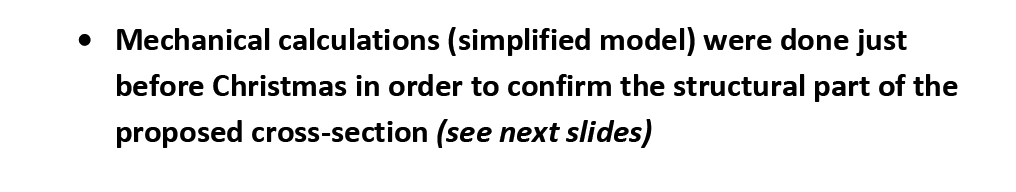 • Mechanical calculations (simplified model) were done just
before Christmas in order to confirm the structural part of the
proposed cross-section (see next slides)